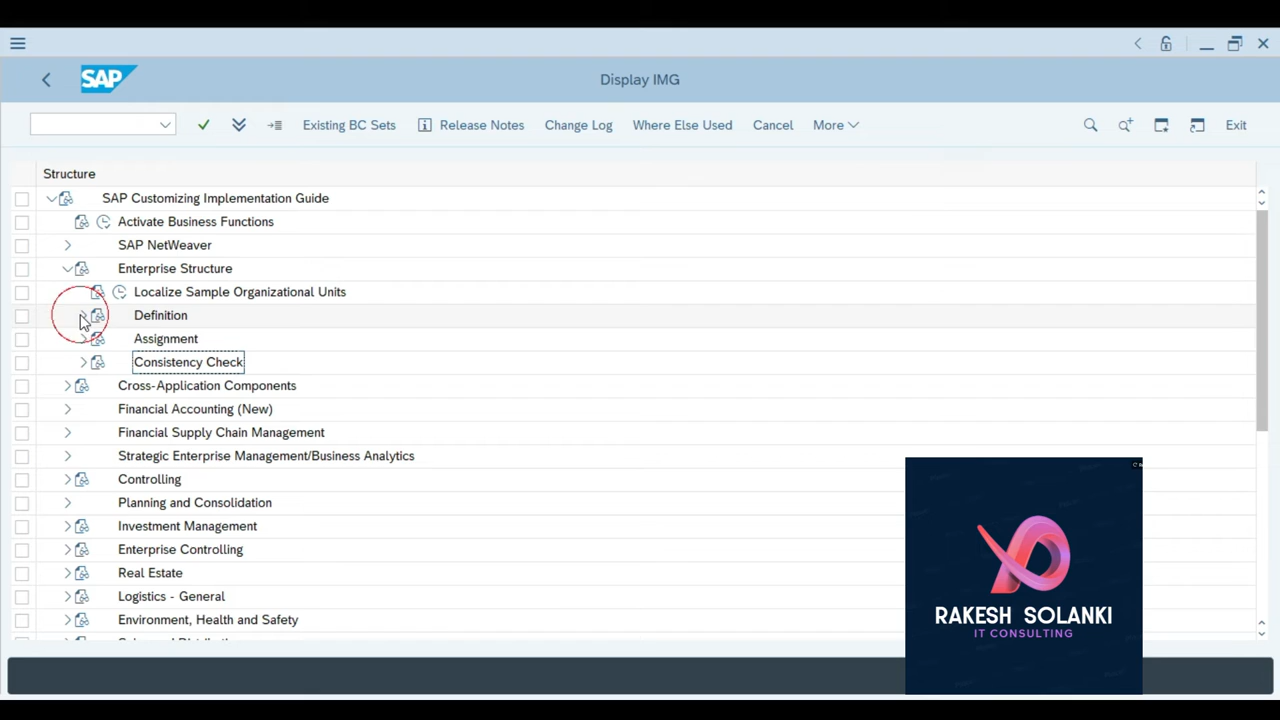 SAP
Display IMG
Existing BC Sets
Release Notes
Change Log
Where Else Used
Cancel
More
Exit
Structure
SAP Customizing Implementation Guide
Activate Business Functions
SAP NetWeaver
Enterprise Structure
Localize Sample Organizational Units
Definition
Assignment
Consistency Check
Cross-Application Components
Financial Accounting (New)
Financial Supply Chain Management
Strategic Enterprise Management/Business Analytics
Controlling
Planning and Consolidation
Investment Management
Enterprise Controlling
Real Estate
Logistics - General
Environment, Health and Safety
RAKESH SOLANKI
IT CONSULTING